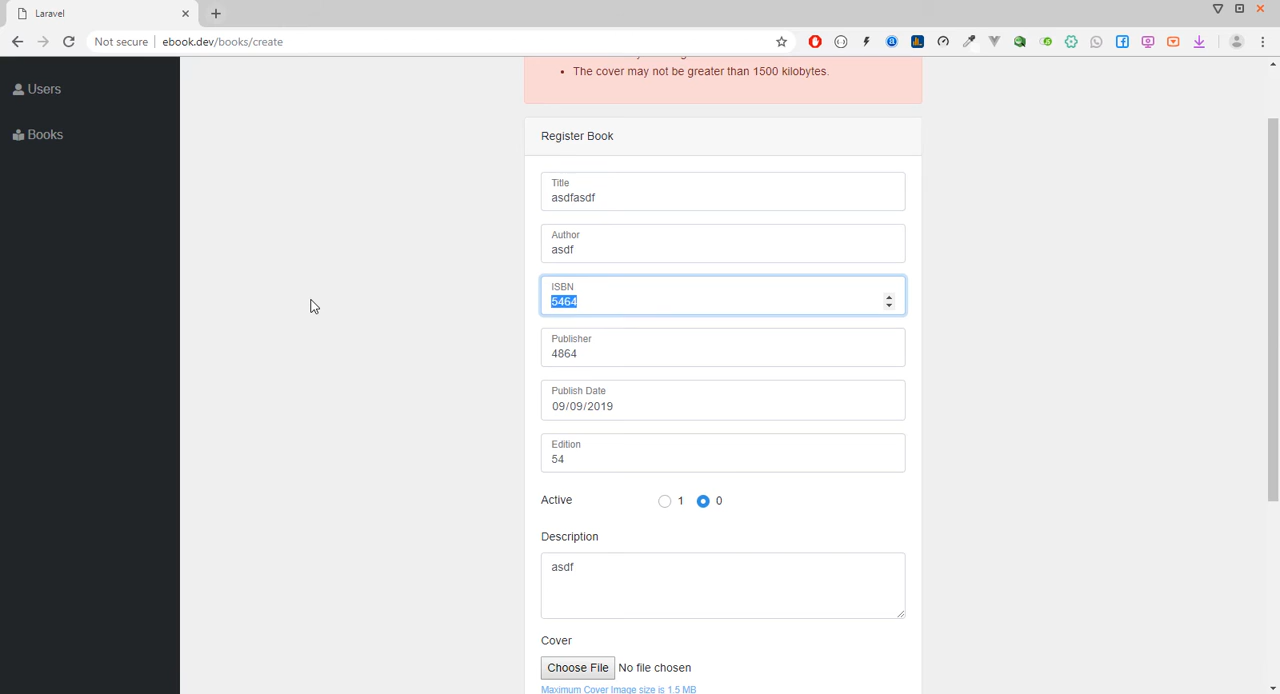 Laravel
Not secure ebook.dev/books/create
Users
The cover may not be greater than 1500 kilobytes.
Register Book
Books
Title
asdfasdf
Author
asdf
ISBN
5464
Publisher
4864
Publish Date
09/09/2019
Edition
54
Active 1 0
Description
asdf
Cover
Choose File No file chosen
Maximum Cover Image size is 1.5 MB